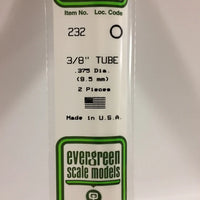 Item No. Loc. Code
232
3/8" TUBE
.375 Dia.
(9.5 mm)
2 Pieces
Made in U.S.A.
evergreen
scale models